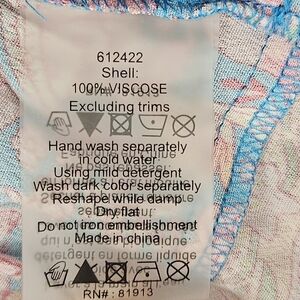 612422
Shell:
100% VISCOSE
Excluding trims
Hand wash separately
in cold water
Using mild detergent
Wash dark colors separately
Reshape while damp
Dry flat
Do not iron embellishment
Made in china
RN# : 81913